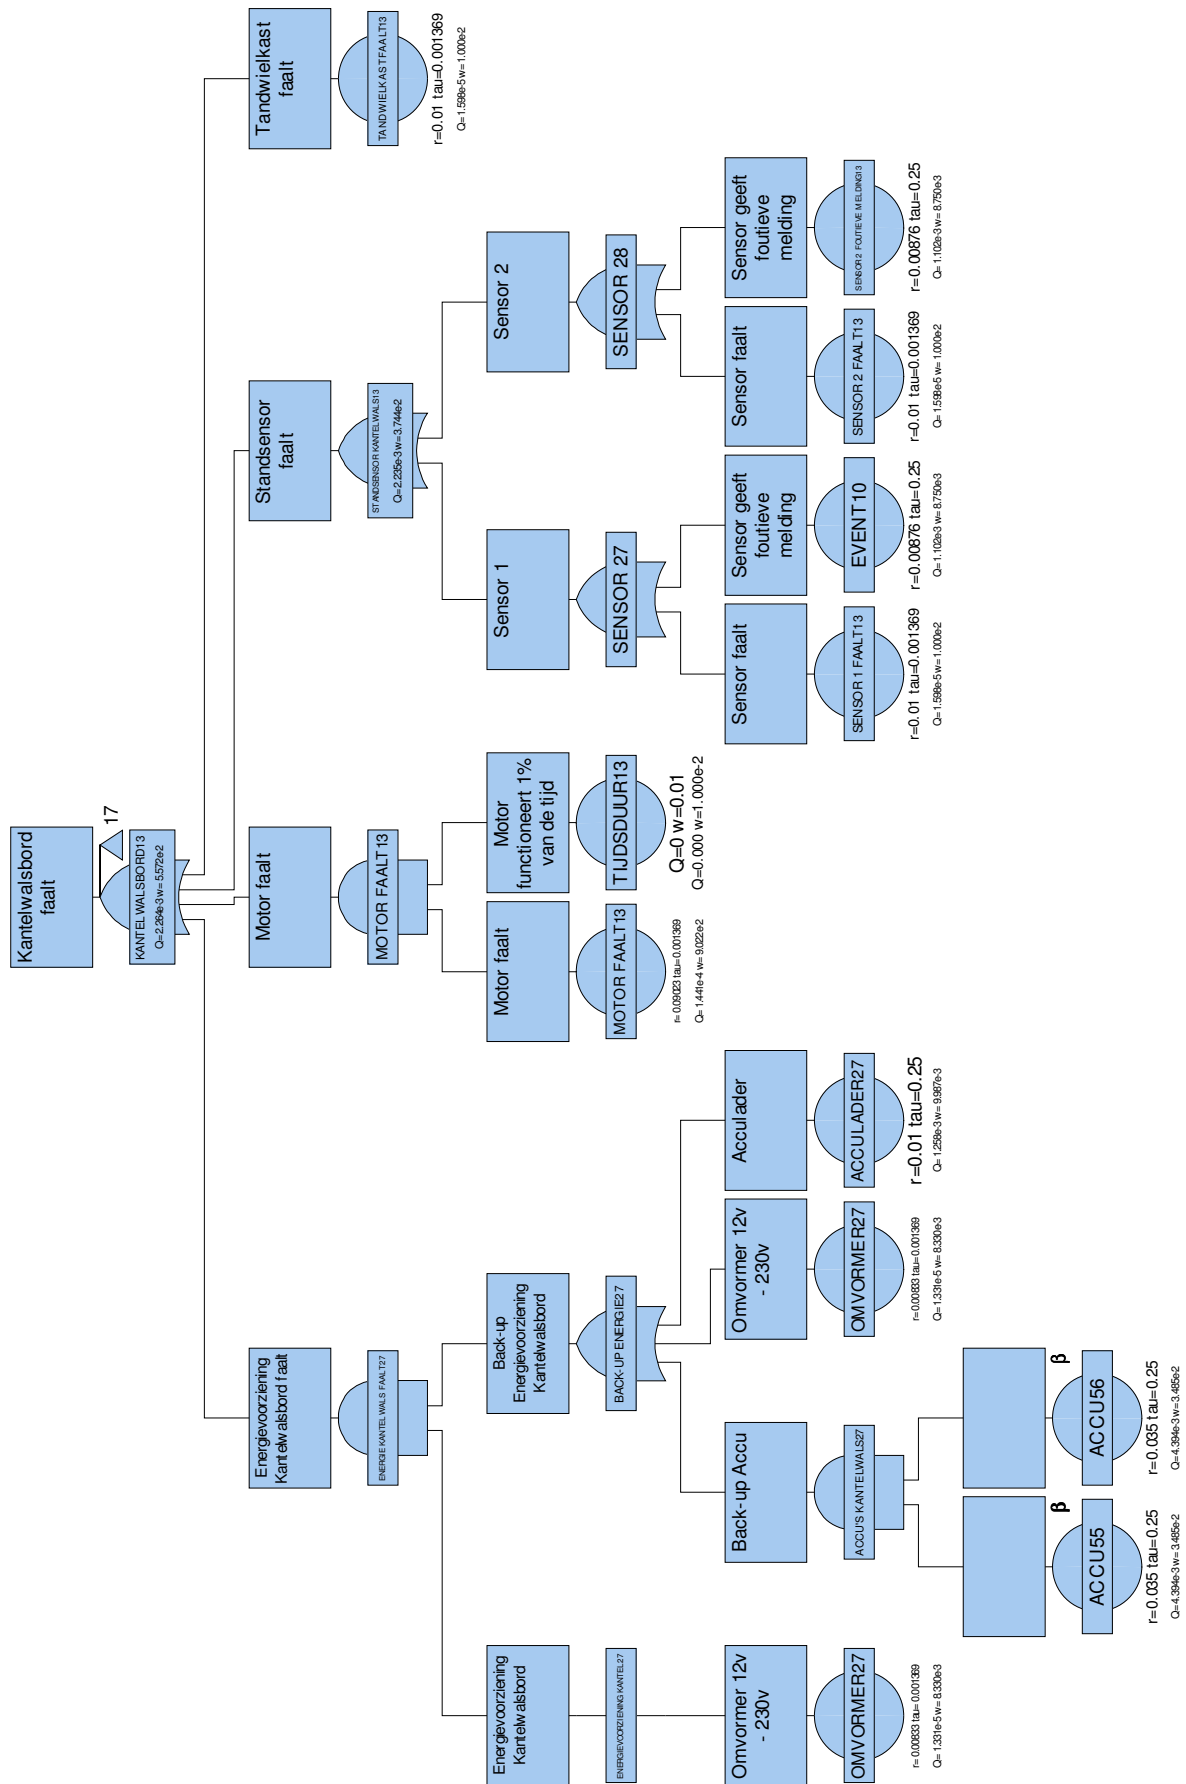 Kantelwalsbord
faalt
17
KANTELWALSBORD13
Q=2.264e-3 w=5.572e-2
Energievoorziening
Kantelwalsbord faalt
ENERGIE KANTELWALS FAALT27
Motor faalt
MOTOR FAALT13
Standsensor
faalt
STANDSENSOR KANTELWALS13
Q=2.235e-3 w=3.744e-2
Tandwielkast
faalt
TANDWIELKAST FAALT13
r=0.01 tau=0.001369
Q=1.598e-5 w=1.000e-2
Energievoorziening
Kantelwalsbord
ENERGIEVOORZIENING KANTEL27
Back-up
Energievoorziening
Kantelwalsbord
BACK-UP ENERGIE27
Motor faalt
MOTOR FAALT13
r=0.09023 tau=0.001369
Q=1.441e-4 w=9.022e-2
Motor
functioneert 1%
van de tijd
TIJDSDUUR13
Q=0 w=0.01
Q=0.000 w=1.000e-2
Sensor 1
SENSOR 27
Sensor 2
SENSOR 28
Omvormer 12v
- 230v
OMVORMER27
r=0.00833 tau=0.001369
Q=1.331e-5 w=8.330e-3
Back-up Accu
ACCU'S KANTELWALS27
Omvormer 12v
- 230v
OMVORMER27
r=0.00833 tau=0.001369
Q=1.331e-5 w=8.330e-3
Acculader
ACCULADER27
r=0.01 tau=0.25
Q=1.258e-3 w=9.987e-3
Sensor faalt
SENSOR 1 FAALT13
r=0.01 tau=0.001369
Q=1.598e-5 w=1.000e-2
Sensor geeft
foutieve
melding
EVENT10
r=0.00876 tau=0.25
Q=1.102e-3 w=8.750e-3
Sensor faalt
SENSOR 2 FAALT13
r=0.01 tau=0.001369
Q=1.598e-5 w=1.000e-2
Sensor geeft
foutieve
melding
SENSOR 2 FOUTIEVE MELDING13
r=0.00876 tau=0.25
Q=1.102e-3 w=8.750e-3
β
ACCU55
r=0.035 tau=0.25
Q=4.394e-3 w=3.485e-2
β
ACCU56
r=0.035 tau=0.25
Q=4.394e-3 w=3.485e-2